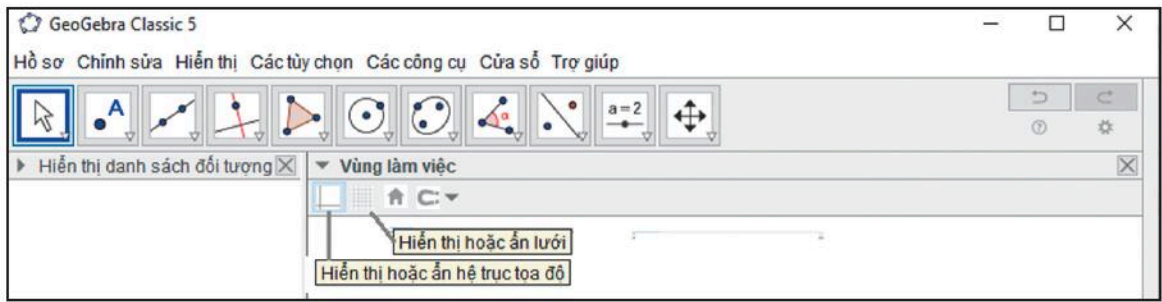 GeoGebra Classic 5
Hồ sơ Chỉnh sửa Hiển thị Các tùy chọn Các công cụ Cửa sổ Trợ giúp
A α a=2
Hiển thị danh sách đối tượng Vùng làm việc
Hiển thị hoặc ẩn lưới
Hiển thị hoặc ẩn hệ trục tọa độ